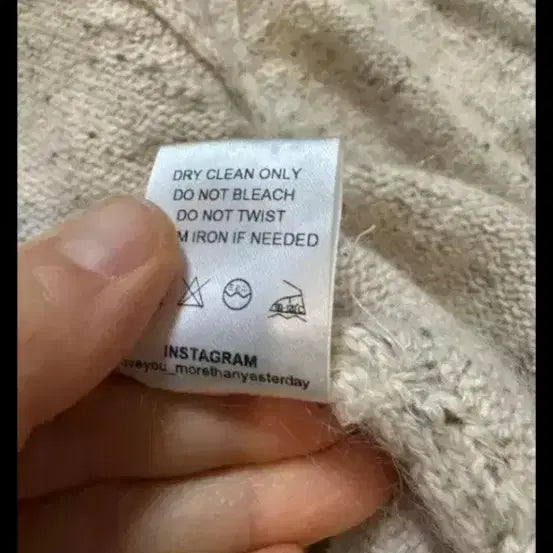 DRY CLEAN ONLY
DO NOT BLEACH
DO NOT TWIST
M IRON IF NEEDED
INSTAGRAM
veyou_morethanyesterday